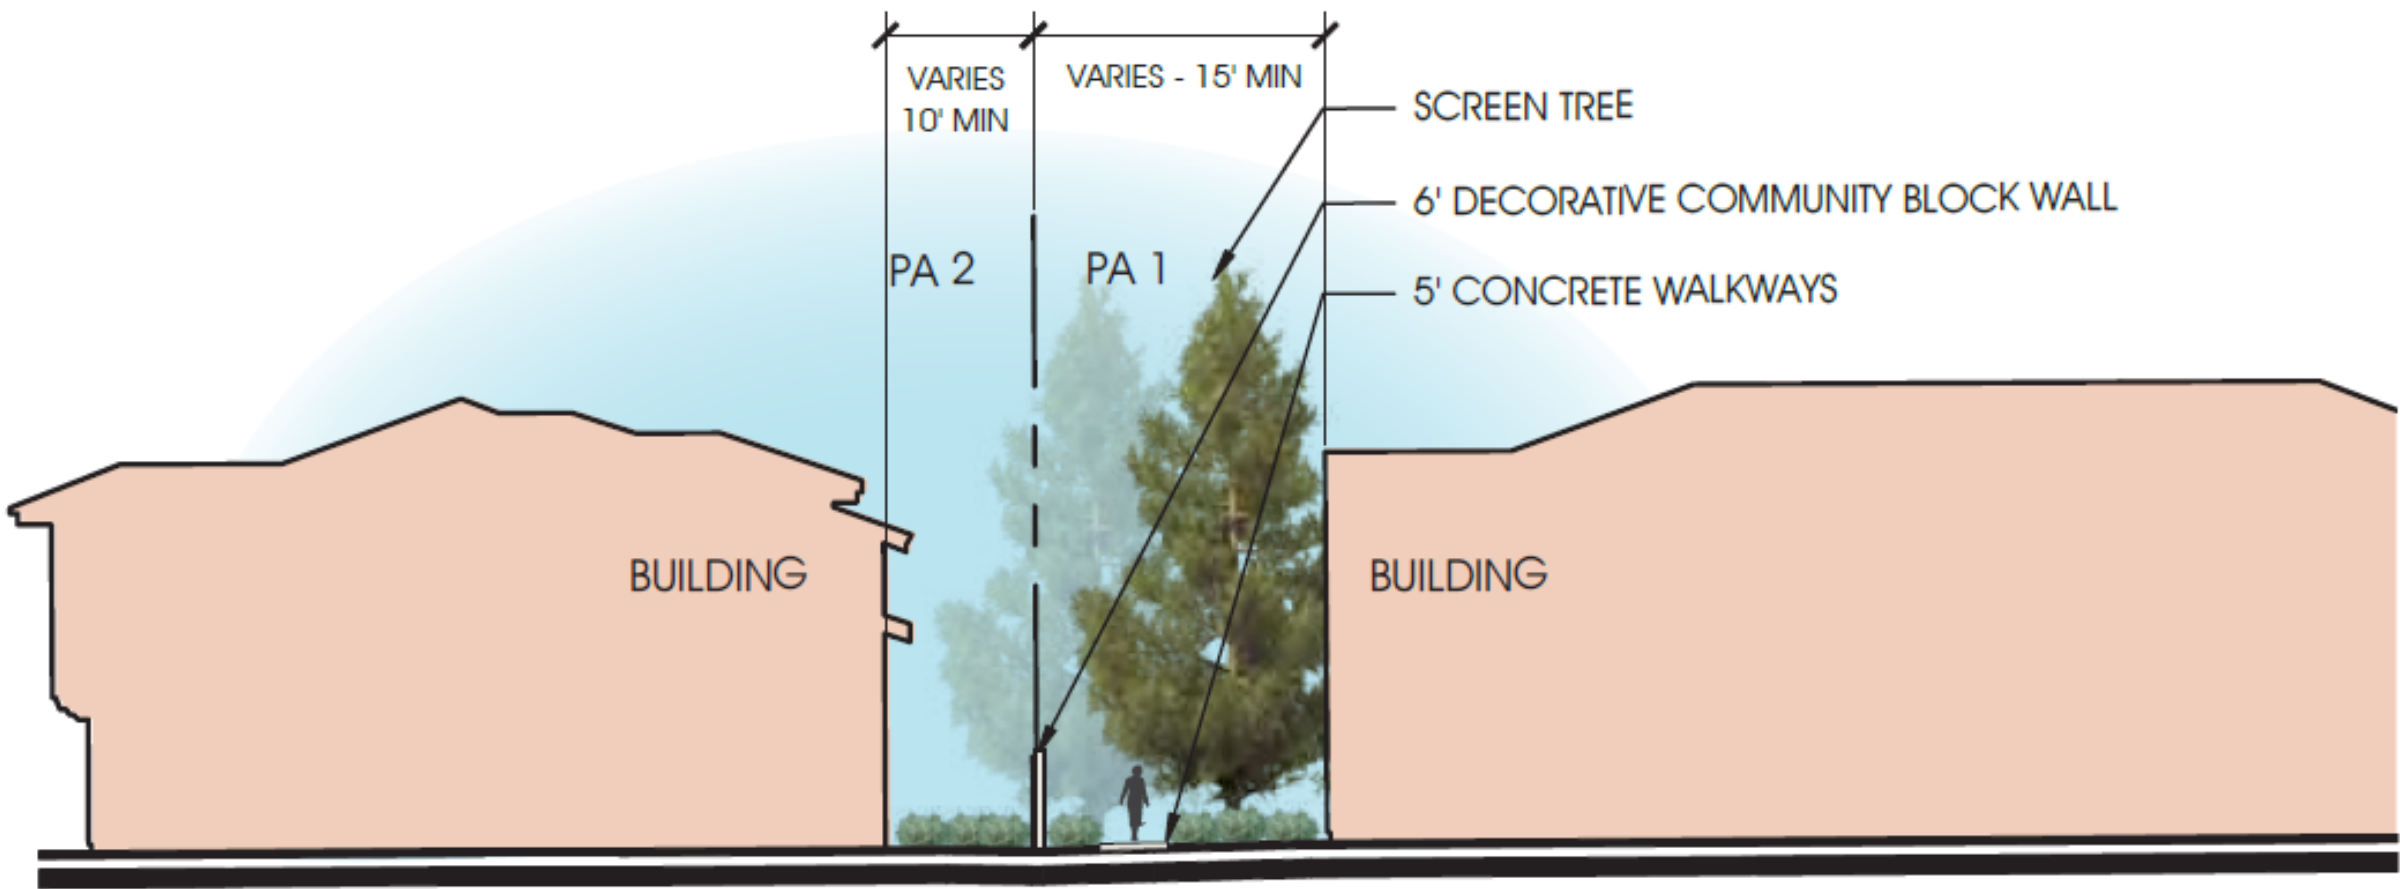 VARIES
10' MIN
VARIES - 15' MIN
SCREEN TREE
6' DECORATIVE COMMUNITY BLOCK WALL
5' CONCRETE WALKWAYS
PA 2
PA 1
BUILDING
BUILDING